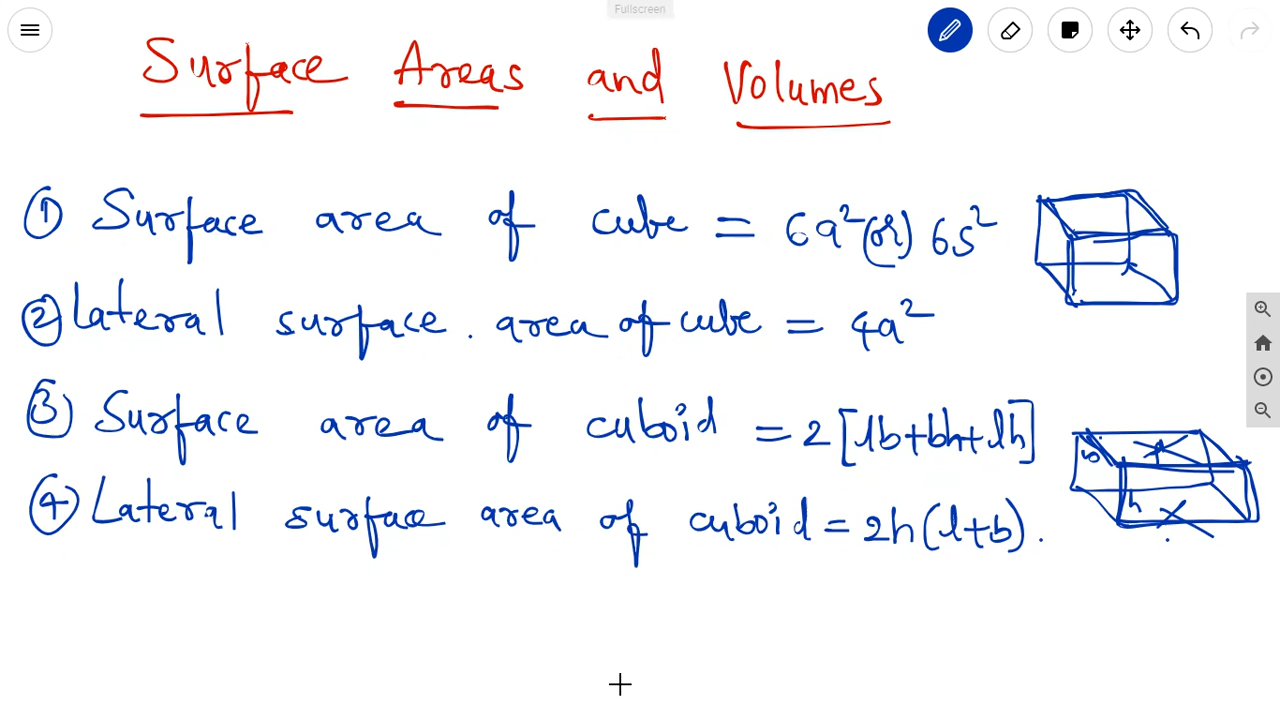 Fullscreen
Surface Areas and Volumes
① Surface area of cube = 6a² (or) 6s²
② Lateral surface. area of cube = 4a²
③ Surface area of cuboid = 2[lb+bh+lh]
b
④ Lateral surface area of cuboid = 2h(l+b).
h